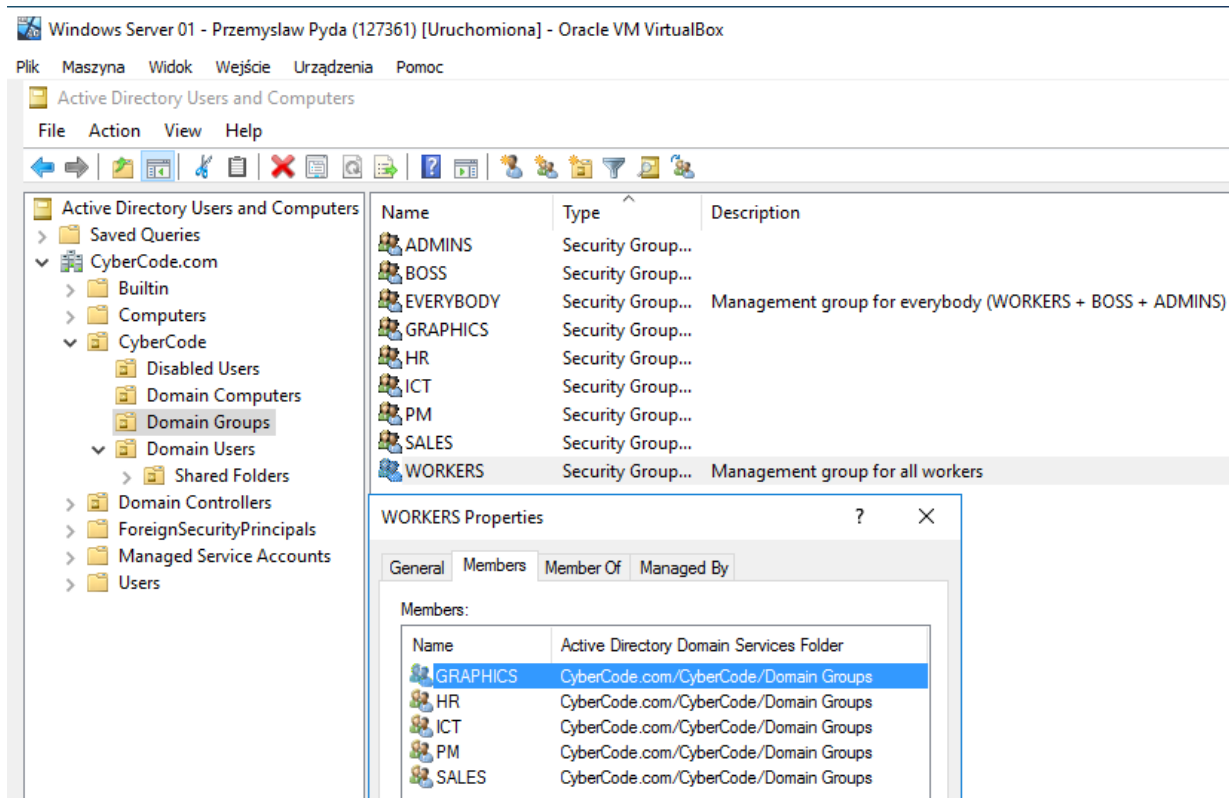 Windows Server 01 - Przemyslaw Pyda (127361) [Uruchomiona] - Oracle VM VirtualBox
Plik Maszyna Widok Wejście Urządzenia Pomoc
Active Directory Users and Computers
File Action View Help
Active Directory Users and Computers
Saved Queries
CyberCode.com
Builtin
Computers
CyberCode
Disabled Users
Domain Computers
Domain Groups
Domain Users
Shared Folders
Domain Controllers
ForeignSecurityPrincipals
Managed Service Accounts
Users
Name Type Description
ADMINS Security Group...
BOSS Security Group...
EVERYBODY Security Group... Management group for everybody (WORKERS + BOSS + ADMINS)
GRAPHICS Security Group...
HR Security Group...
ICT Security Group...
PM Security Group...
SALES Security Group...
WORKERS Security Group... Management group for all workers
WORKERS Properties ?
General Members Member Of Managed By
Members:
Name Active Directory Domain Services Folder
GRAPHICS CyberCode.com/CyberCode/Domain Groups
HR CyberCode.com/CyberCode/Domain Groups
ICT CyberCode.com/CyberCode/Domain Groups
PM CyberCode.com/CyberCode/Domain Groups
SALES CyberCode.com/CyberCode/Domain Groups